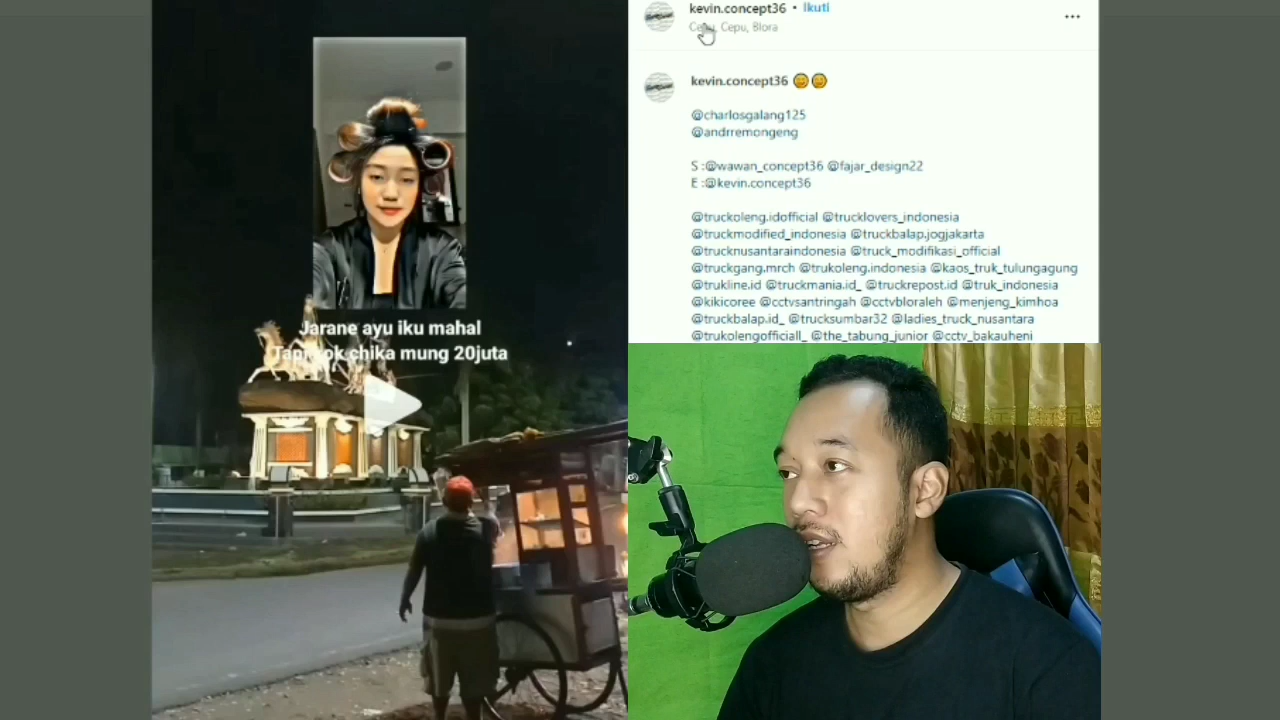 Jarane ayu iku mahal
Tapi kok chika mung 20juta
kevin.concept36 • Ikuti
Cepu, Cepu, Blora
kevin.concept36
@charlosgalang125
@andrremongeng
S :@wawan_concept36 @fajar_design22
E :@kevin.concept36
@truckoleng.idofficial @trucklovers_indonesia
@truckmodified_indonesia @truckbalap.jogjakarta
@trucknusantaraindonesia @truck_modifikasi_official
@truckgang.mrch @trukoleng.indonesia @kaos_truk_tulungagung
@trukline.id @truckmania.id_ @truckrepost.id @truk_indonesia
@kikicoree @cctvsantringah @cctvbloraleh @menjeng_kimhoa
@truckbalap.id_ @trucksumbar32 @ladies_truck_nusantara
@trukolengofficiall_ @the_tabung_junior @cctv_bakauheni